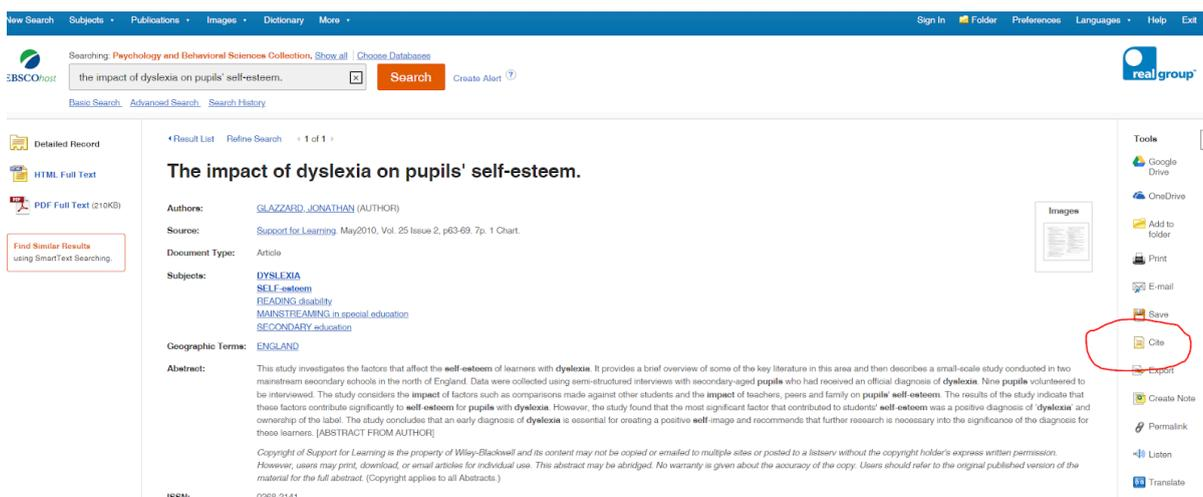 New Search Subjects Publications Images Dictionary More Sign In Folder Preferences Languages Help Exit
EBSCOhost
Searching: Psychology and Behavioral Sciences Collection, Show all | Choose Databases
the impact of dyslexia on pupils' self-esteem.
Search
Create Alert
Basic Search Advanced Search Search History
real group
Detailed Record
HTML Full Text
PDF Full Text (210KB)
Find Similar Results
using SmartText Searching.
Result List Refine Search 1 of 1
The impact of dyslexia on pupils' self-esteem.
Authors: GLAZZARD, JONATHAN (AUTHOR)
Source: Support for Learning. May2010, Vol. 25 Issue 2, p63-69. 7p. 1 Chart.
Document Type: Article
Subjects: DYSLEXIA
SELF-esteem
READING disability
MAINSTREAMING in special education
SECONDARY education
Geographic Terms: ENGLAND
Abstract: This study investigates the factors that affect the self-esteem of learners with dyslexia. It provides a brief overview of some of the key literature in this area and then describes a small-scale study conducted in two
mainstream secondary schools in the north of England. Data were collected using semi-structured interviews with secondary-aged pupils who had received an official diagnosis of dyslexia. Nine pupils volunteered to
be interviewed. The study considers the impact of factors such as comparisons made against other students and the impact of teachers, peers and family on pupils' self-esteem. The results of the study indicate that
these factors contribute significantly to self-esteem for pupils with dyslexia. However, the study found that the most significant factor that contributed to students' self-esteem was a positive diagnosis of 'dyslexia' and
ownership of the label. The study concludes that an early diagnosis of dyslexia is essential for creating a positive self-image and recommends that further research is necessary into the significance of the diagnosis for
these learners. [ABSTRACT FROM AUTHOR]
Copyright of Support for Learning is the property of Wiley-Blackwell and its content may not be copied or emailed to multiple sites or posted to a listserv without the copyright holder's express written permission.
However, users may print, download, or email articles for individual use. This abstract may be abridged. No warranty is given about the accuracy of the copy. Users should refer to the original published version of the
material for the full abstract. (Copyright applies to all Abstracts.)
ISSN: 0268-2141
Images
Tools
Google
Drive
OneDrive
Add to
folder
Print
E-mail
Save
Cite
Export
Create Note
Permalink
Listen
Translate